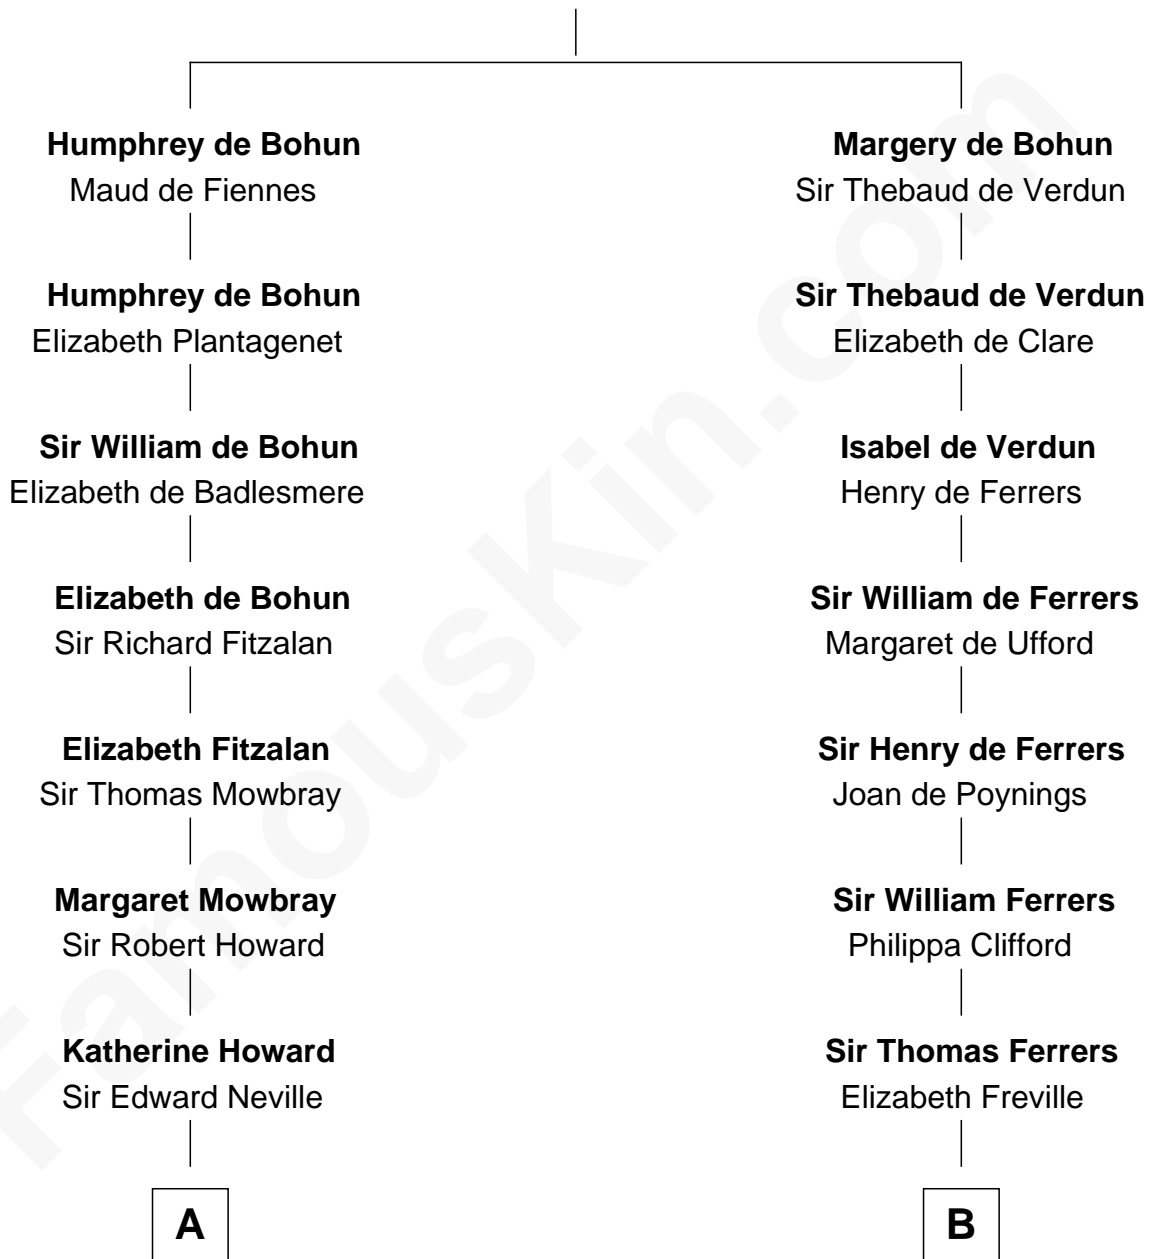 Humphrey de Bohun
Maud de Fiennes
Humphrey de Bohun
Elizabeth Plantagenet
Sir William de Bohun
Elizabeth de Badlesmere
Elizabeth de Bohun
Sir Richard Fitzalan
Elizabeth Fitzalan
Sir Thomas Mowbray
Margaret Mowbray
Sir Robert Howard
Katherine Howard
Sir Edward Neville
A
Margery de Bohun
Sir Thebaud de Verdun
Sir Thebaud de Verdun
Elizabeth de Clare
Isabel de Verdun
Henry de Ferrers
Sir William de Ferrers
Margaret de Ufford
Sir Henry de Ferrers
Joan de Poynings
Sir William Ferrers
Philippa Clifford
Sir Thomas Ferrers
Elizabeth Freville
B
FamousKin.com